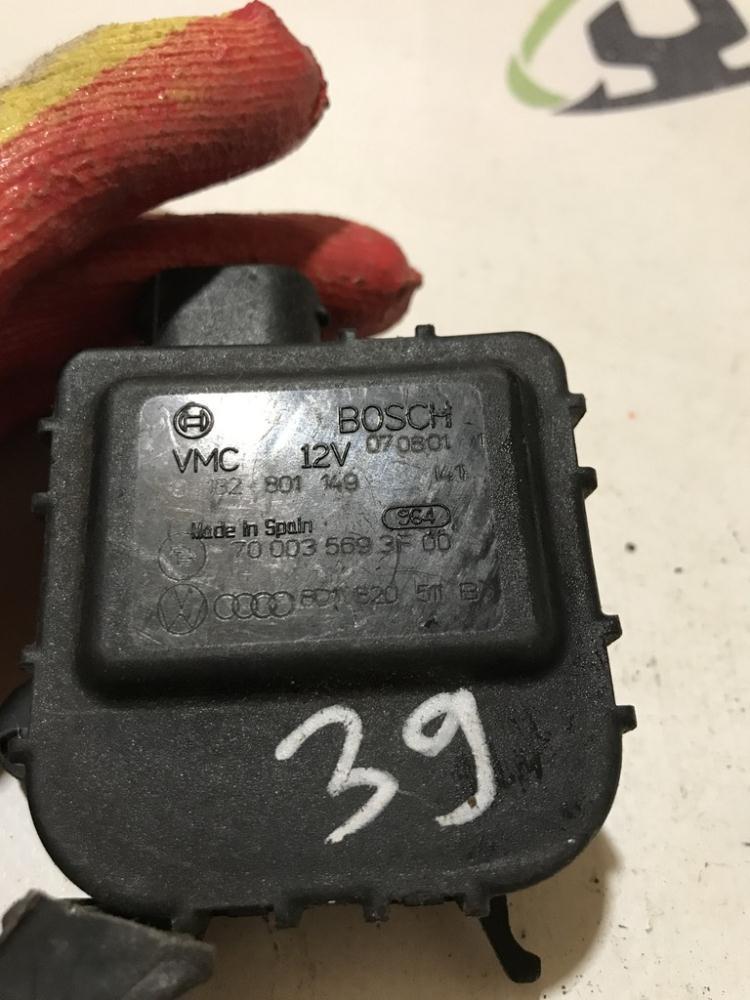 BOSCH
VMC 12V 070801
801 149 141
Made in Spain 964
70 003 569 3F 00
8D1 820 511 B
39